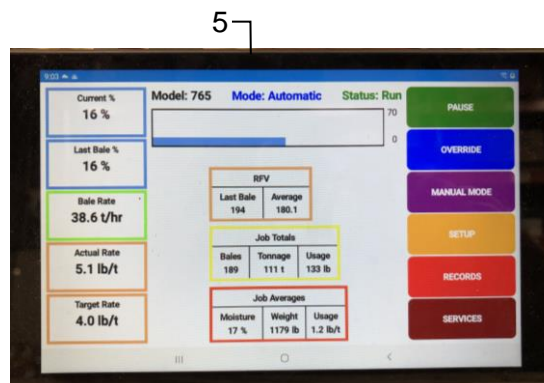 5
9:03
Model: 765 Mode: Automatic Status: Run
Current %
16 %
70
0
Last Bale %
16 %
Bale Rate
38.6 t/hr
Actual Rate
5.1 lb/t
Target Rate
4.0 lb/t
RFV
Last Bale Average
194 180.1
Job Totals
Bales Tonnage Usage
189 111 t 133 lb
Job Averages
Moisture Weight Usage
17 % 1179 lb 1.2 lb/t
PAUSE
OVERRIDE
MANUAL MODE
SETUP
RECORDS
SERVICES